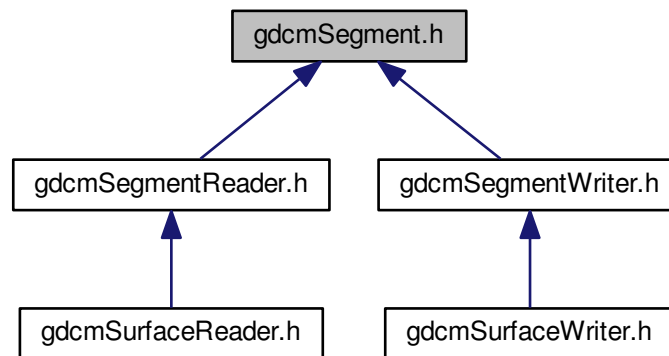 gdcmSegment.h
gdcmSegmentReader.h
gdcmSegmentWriter.h
gdcmSurfaceReader.h
gdcmSurfaceWriter.h